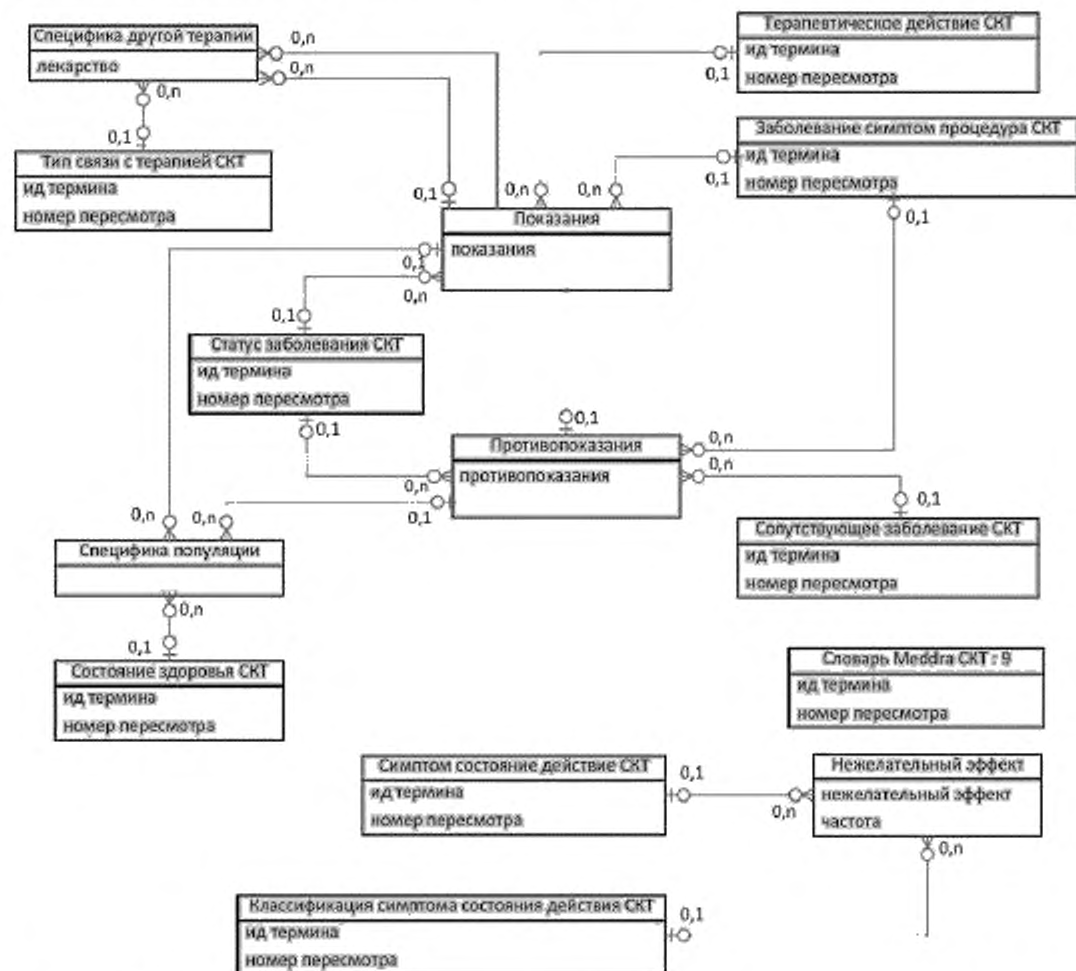 Специфика другой терапии
лекарство
0,n
0,n
Терапевтическое действие СКТ
ид термина
номер пересмотра
0,1
0,n
0,1
Тип связи с терапией СКТ
ид термина
номер пересмотра
Заболевание симптом процедура СКТ
ид термина
номер пересмотра
0,1
0,1
0,1
0,n
0,n
Показания
показания
0,1
0,n
0,1
Статус заболевания СКТ
ид термина
номер пересмотра
0,1
0,1
Противопоказания
противопоказания
0,n
0,n
0,n
0,1
0,1
Сопутствующее заболевание СКТ
ид термина
номер пересмотра
0,n
0,n
Специфика популяции
0,n
0,1
Состояние здоровья СКТ
ид термина
номер пересмотра
Словарь Meddra СКТ : 9
ид термина
номер пересмотра
Симптом состояние действие СКТ
ид термина
номер пересмотра
0,1
0,n
Нежелательный эффект
нежелательный эффект
частота
0,n
Классификация симптома состояния действия СКТ
ид термина
номер пересмотра
0,1